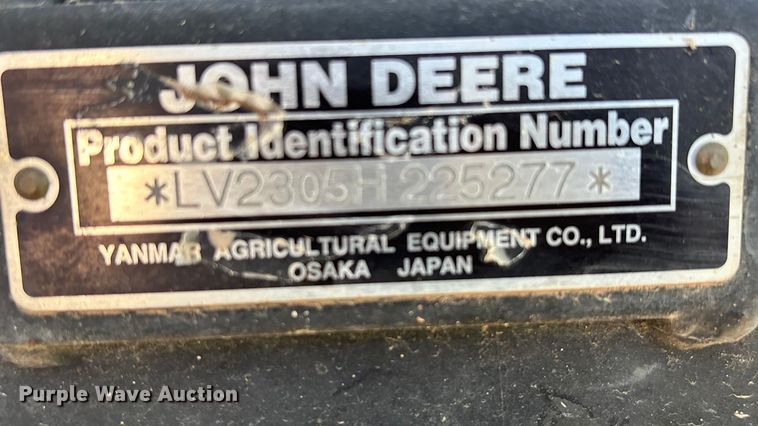 JOHN DEERE
Product Identification Number
*LV2305H225277*
YANMAR AGRICULTURAL EQUIPMENT CO., LTD.
OSAKA JAPAN
Purple Wave Auction